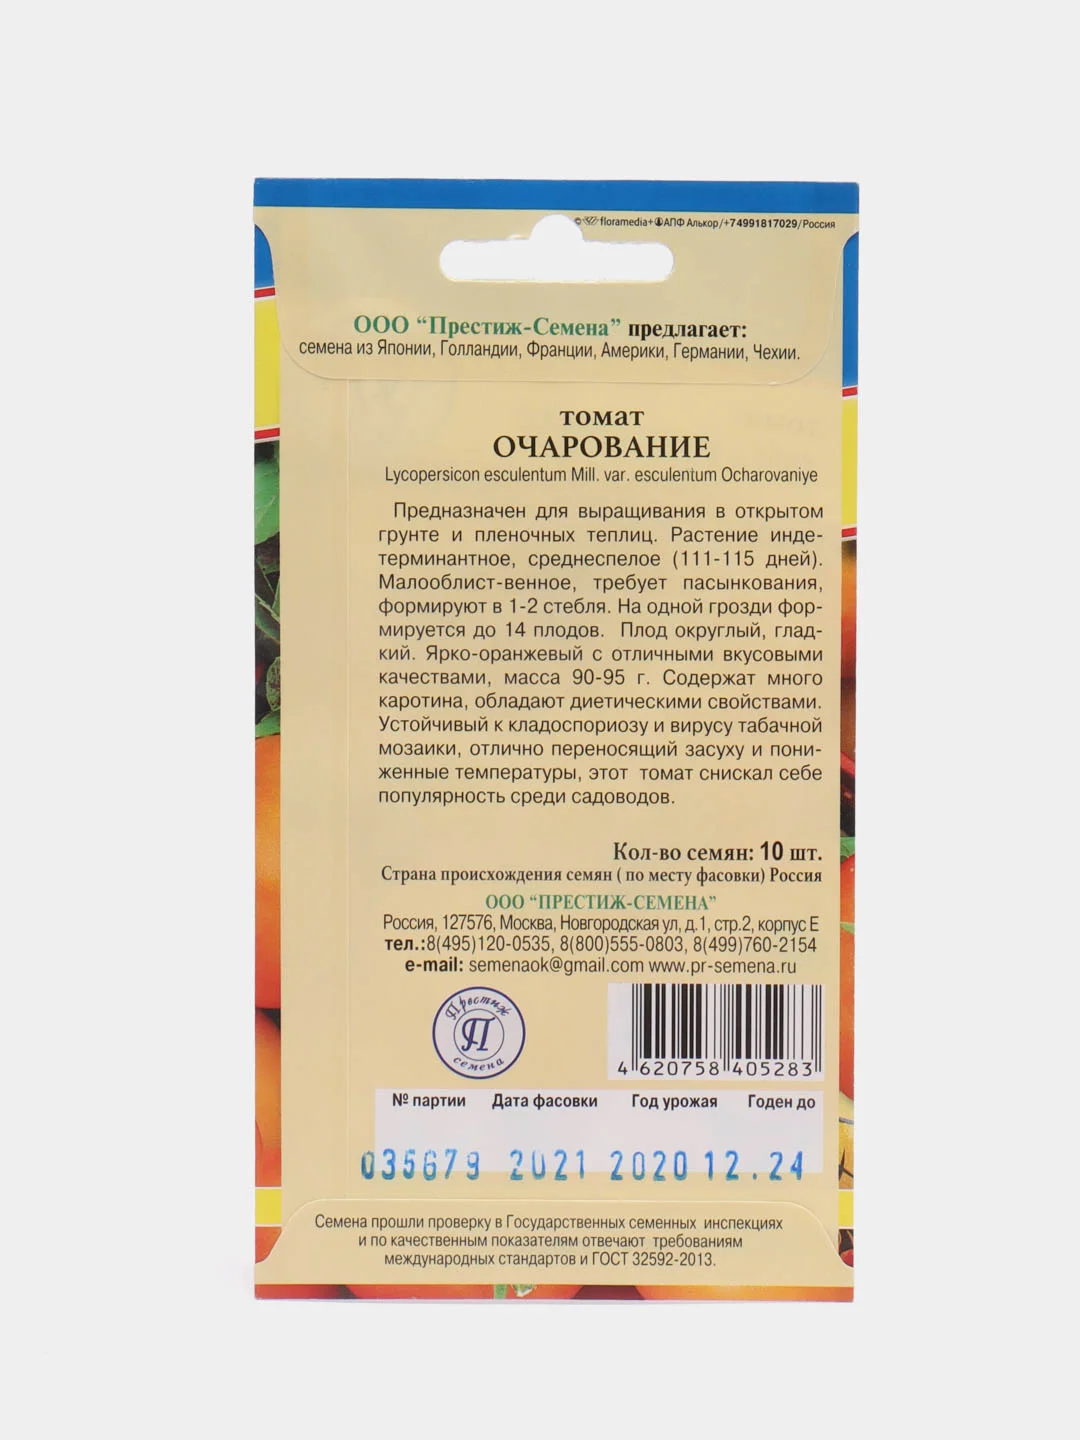 © floramedia+ АПФ Алькор/+74991817029/Россия
ООО “Престиж-Семена” предлагает:
семена из Японии, Голландии, Франции, Америки, Германии, Чехии.
томат
ОЧАРОВАНИЕ
Lycopersicon esculentum Mill. var. esculentum Ocharovaniye
Предназначен для выращивания в открытом
грунте и пленочных теплиц. Растение инде-
терминантное, среднеспелое (111-115 дней).
Малооблист-венное, требует пасынкования,
формируют в 1-2 стебля. На одной грозди фор-
мируется до 14 плодов. Плод округлый, глад-
кий. Ярко-оранжевый с отличными вкусовыми
качествами, масса 90-95 г. Содержат много
каротина, обладают диетическими свойствами.
Устойчивый к кладоспориозу и вирусу табачной
мозаики, отлично переносящий засуху и пони-
женные температуры, этот томат снискал себе
популярность среди садоводов.
Кол-во семян: 10 шт.
Страна происхождения семян ( по месту фасовки) Россия
ООО “ПРЕСТИЖ-СЕМЕНА”
Россия, 127576, Москва, Новгородская ул, д.1, стр.2, корпус Е
тел.:8(495)120-0535, 8(800)555-0803, 8(499)760-2154
e-mail: semenaok@gmail.com www.pr-semena.ru
Престиж
П
семена
4 620758 405283
№ партии Дата фасовки Год урожая Годен до
035679 2021 2020 12.24
Семена прошли проверку в Государственных семенных инспекциях
и по качественным показателям отвечают требованиям
международных стандартов и ГОСТ 32592-2013.